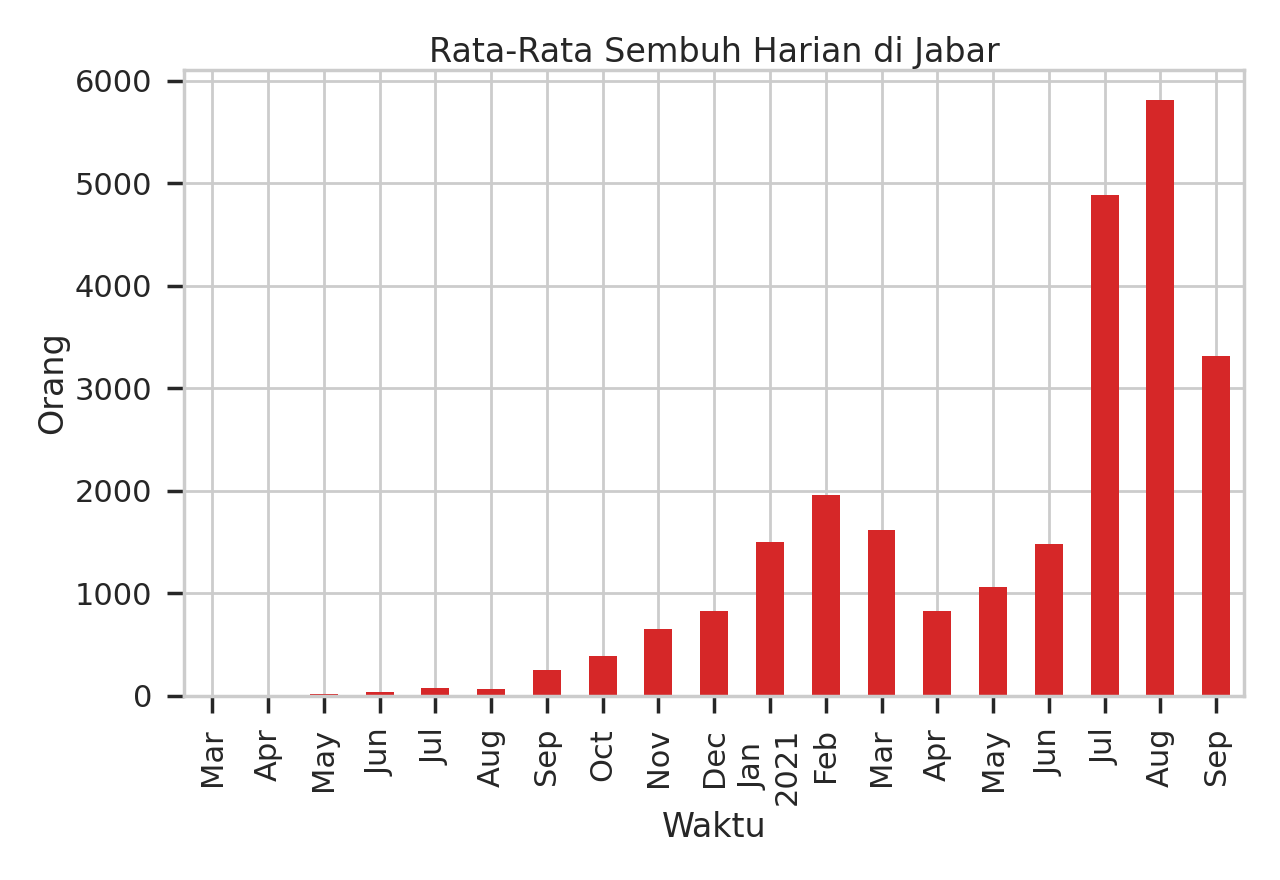 Rata-Rata Sembuh Harian di Jabar
6000
5000
4000
3000
2000
1000
0
Orang
Mar
Apr
May
Jun
Jul
Aug
Sep
Oct
Nov
Dec
Jan
2021
Feb
Mar
Apr
May
Jun
Jul
Aug
Sep
Waktu